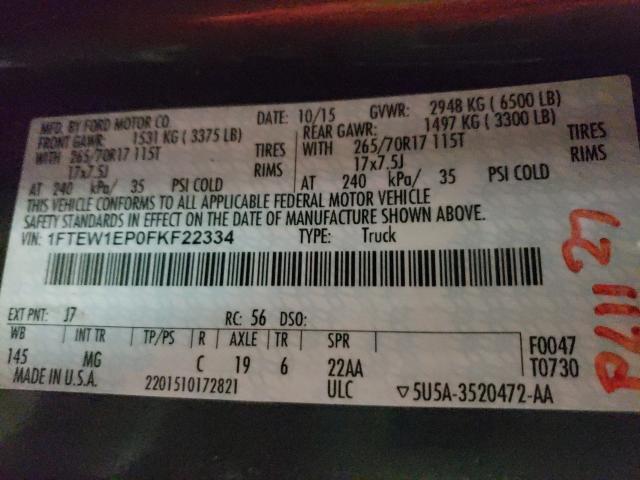 MFD. BY FORD MOTOR CO. DATE: 10/15 GVWR: 2948 KG ( 6500 LB)
FRONT GAWR: 1531 KG ( 3375 LB) REAR GAWR: 1497 KG ( 3300 LB)
WITH 265/70R17 115T TIRES WITH 265/70R17 115T TIRES
17x7.5J RIMS 17x7.5J RIMS
AT 240 kPa/ 35 PSI COLD AT 240 kPa/ 35 PSI COLD
THIS VEHICLE CONFORMS TO ALL APPLICABLE FEDERAL MOTOR VEHICLE
SAFETY STANDARDS IN EFFECT ON THE DATE OF MANUFACTURE SHOWN ABOVE.
VIN: 1FTEW1EP0FKF22334 TYPE: Truck
EXT PNT: J7 RC: 56 DSO:
WB INT TR TP/PS R AXLE TR SPR F0047
145 MG C 19 6 22AA T0730
MADE IN U.S.A. 2201510172821 ULC ▽5U5A-3520472-AA
27